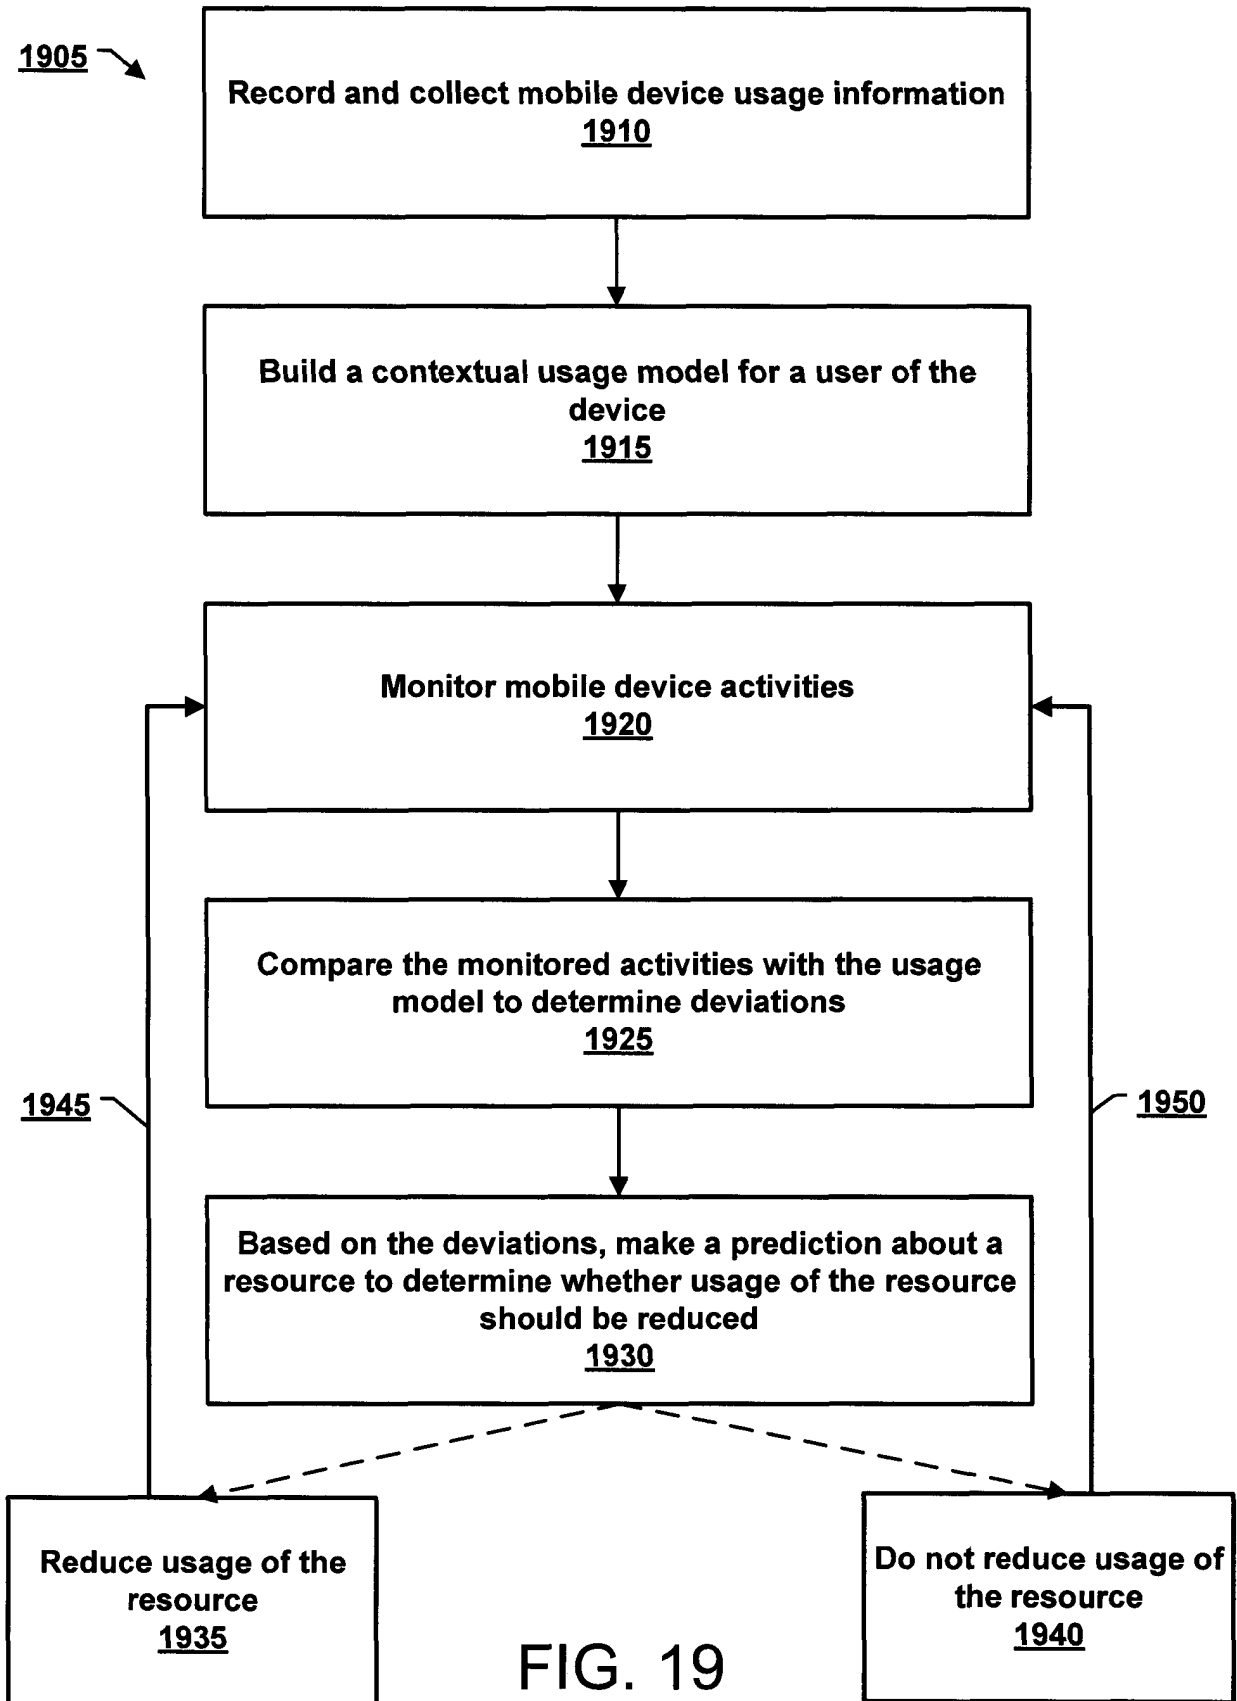 1905
Record and collect mobile device usage information
1910
Build a contextual usage model for a user of the
device
1915
Monitor mobile device activities
1920
Compare the monitored activities with the usage
model to determine deviations
1925
1945
1950
Based on the deviations, make a prediction about a
resource to determine whether usage of the resource
should be reduced
1930
Reduce usage of the
resource
1935
Do not reduce usage of
the resource
1940
FIG. 19